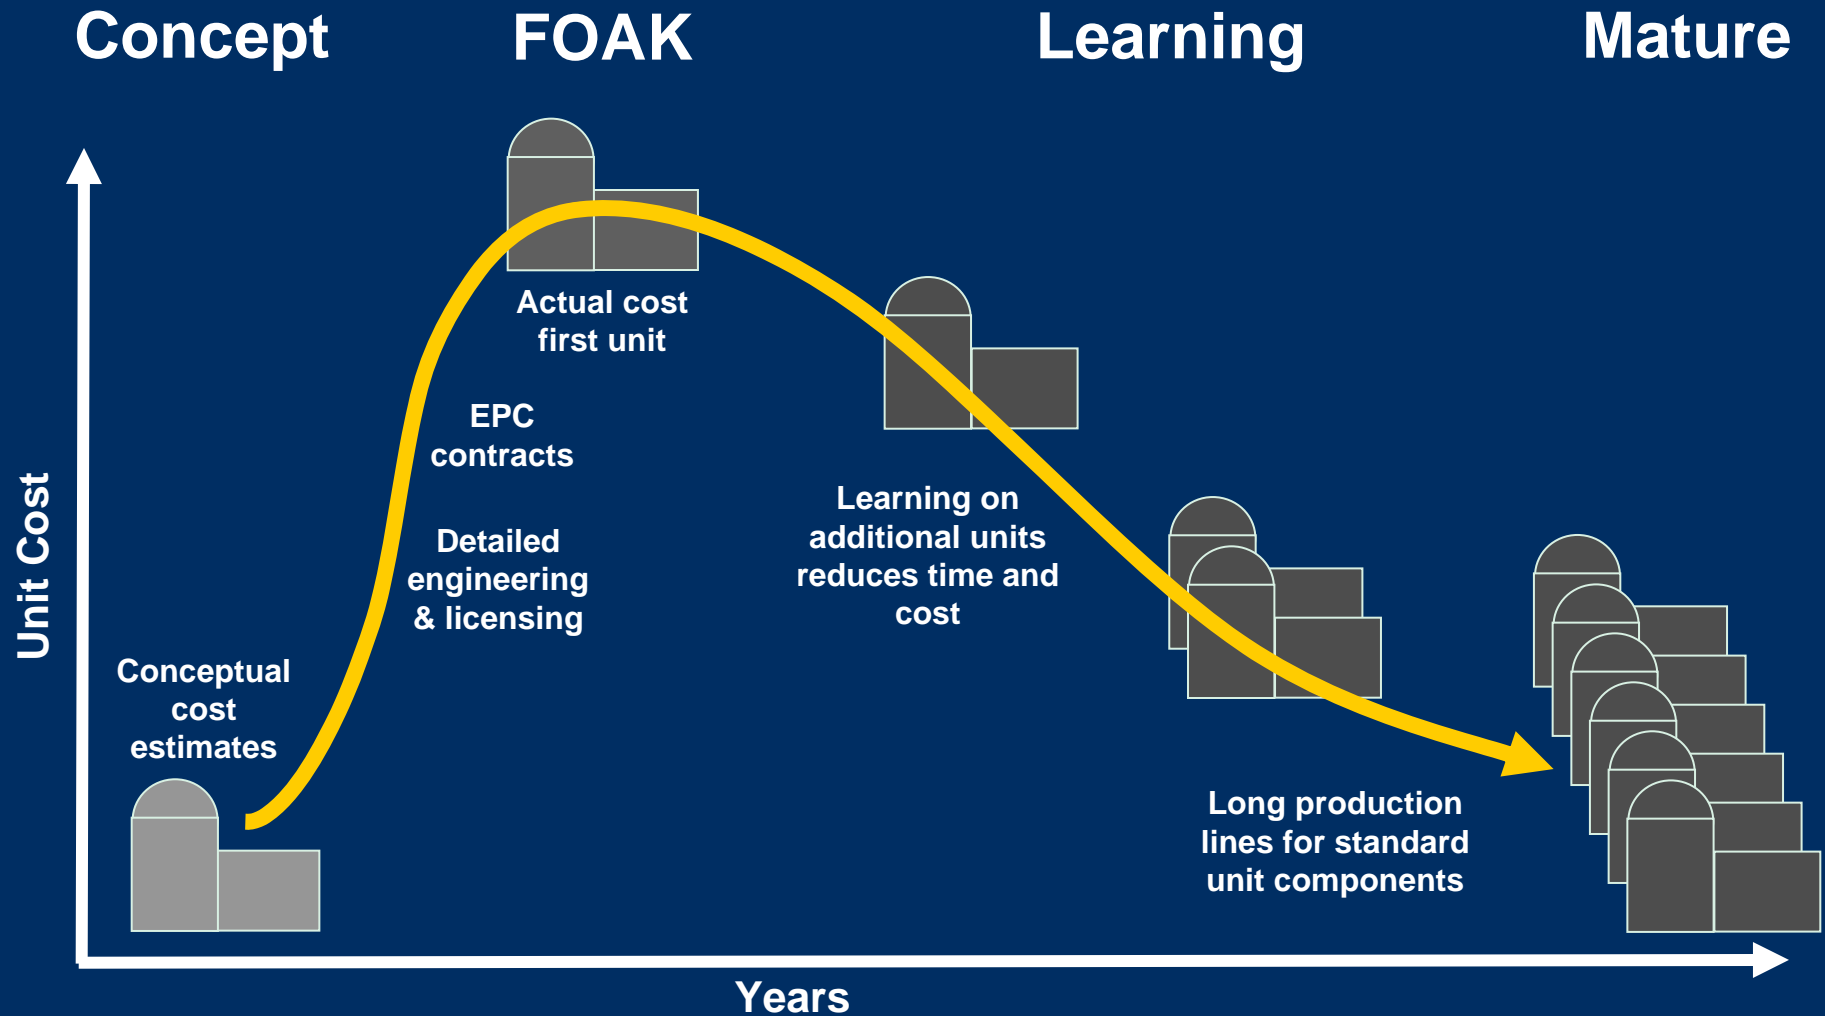 Concept
FOAK
Learning
Mature
Unit Cost
Conceptual
cost
estimates
Actual cost
first unit
EPC
contracts
Detailed
engineering
& licensing
Learning on
additional units
reduces time and
cost
Long production
lines for standard
unit components
Years